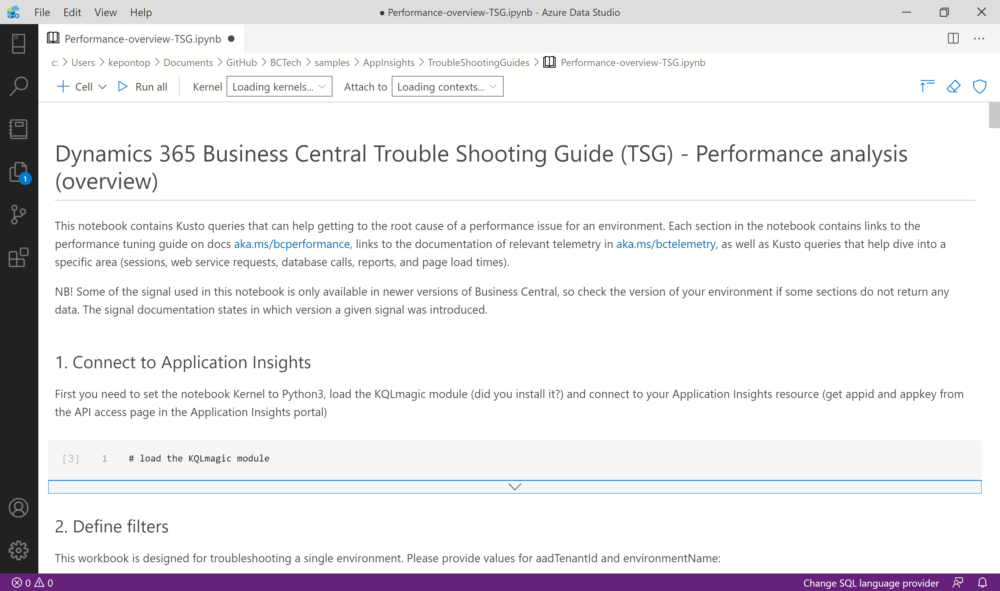 File Edit View Help
● Performance-overview-TSG.ipynb - Azure Data Studio
Performance-overview-TSG.ipynb ●
c: > Users > kepontop > Documents > GitHub > BCTech > samples > AppInsights > TroubleShootingGuides > Performance-overview-TSG.ipynb
Cell Run all Kernel Loading kernels... Attach to Loading contexts...
Dynamics 365 Business Central Trouble Shooting Guide (TSG) - Performance analysis
(overview)
This notebook contains Kusto queries that can help getting to the root cause of a performance issue for an environment. Each section in the notebook contains links to the
performance tuning guide on docs aka.ms/bcperformance, links to the documentation of relevant telemetry in aka.ms/bctelemetry, as well as Kusto queries that help dive into a
specific area (sessions, web service requests, database calls, reports, and page load times).
NB! Some of the signal used in this notebook is only available in newer versions of Business Central, so check the version of your environment if some sections do not return any
data. The signal documentation states in which version a given signal was introduced.
1
1. Connect to Application Insights
First you need to set the notebook Kernel to Python3, load the KQLmagic module (did you install it?) and connect to your Application Insights resource (get appid and appkey from
the API access page in the Application Insights portal)
[3] 1 # load the KQLmagic module
2. Define filters
This workbook is designed for troubleshooting a single environment. Please provide values for aadTenantId and environmentName:
0 0 Change SQL language provider